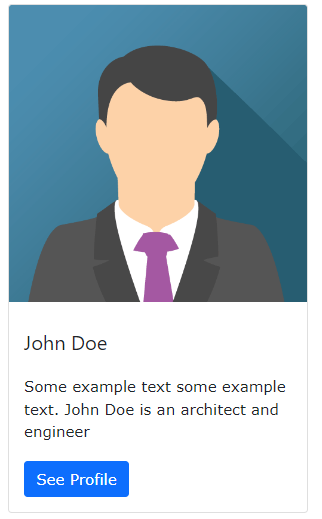 John Doe
Some example text some example
text. John Doe is an architect and
engineer
See Profile